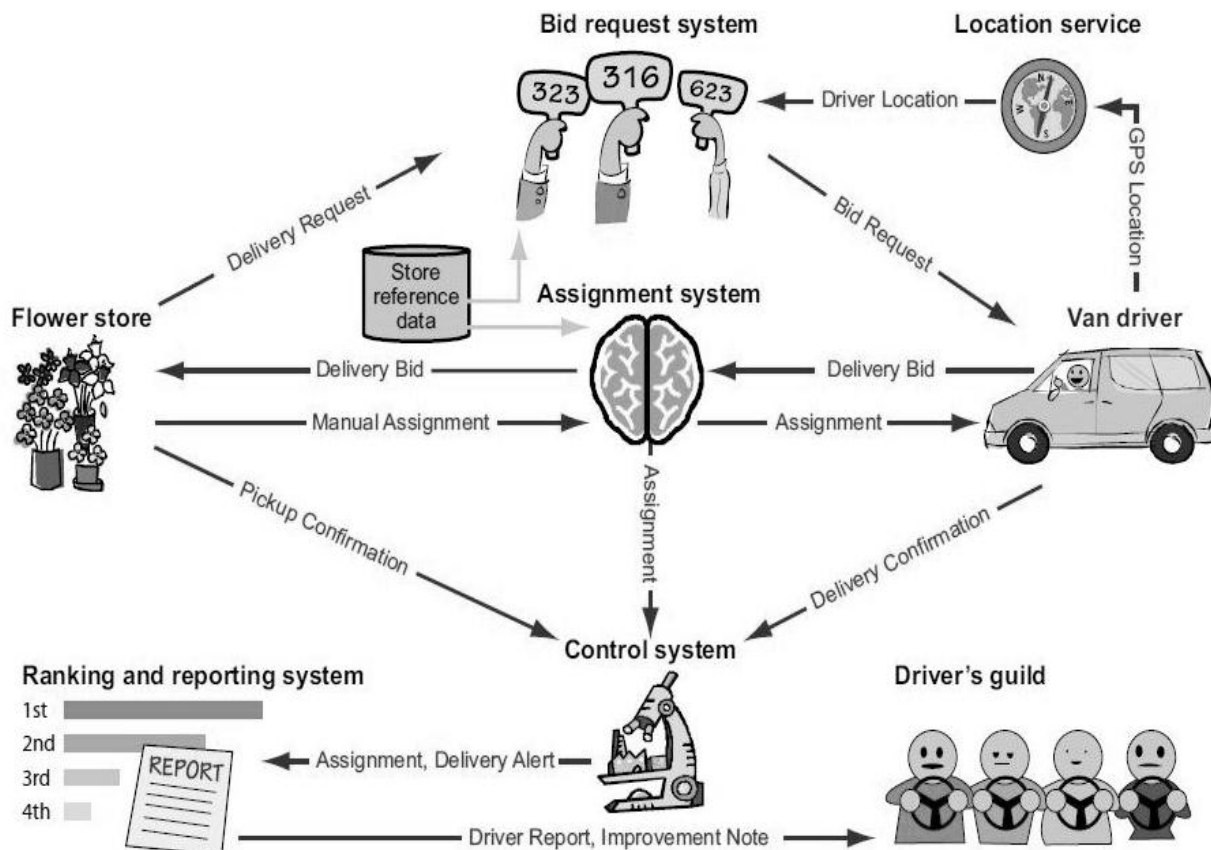 Bid request system
Location service
323
316
623
Driver Location
N
W
E
S
GPS Location
Delivery Request
Bid Request
Store
reference
data
Assignment system
Flower store
Van driver
Delivery Bid
Delivery Bid
Manual Assignment
Assignment
Pickup Confirmation
Assignment
Delivery Confirmation
Control system
Ranking and reporting system
Driver's guild
1st
2nd
3rd
4th
REPORT
Assignment, Delivery Alert
Driver Report, Improvement Note